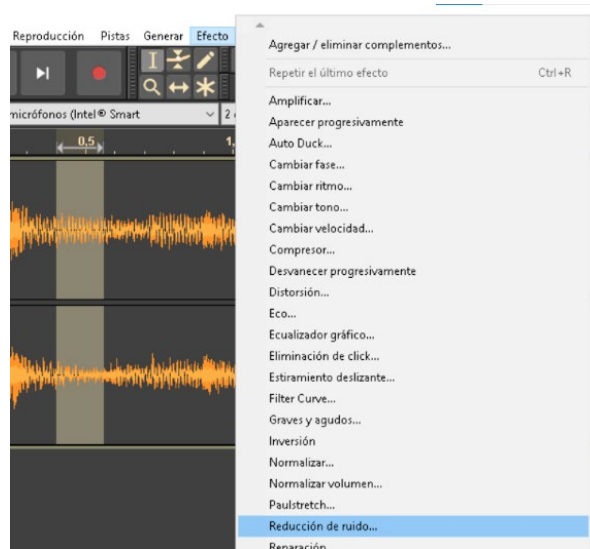 Reproducción Pistas Generar Efecto
micrófonos (Intel® Smart 2
0,5 1,
Agregar / eliminar complementos...
Repetir el último efecto Ctrl+R
Amplificar...
Aparecer progresivamente
Auto Duck...
Cambiar fase...
Cambiar ritmo...
Cambiar tono...
Cambiar velocidad...
Compresor...
Desvanecer progresivamente
Distorsión...
Eco...
Ecualizador gráfico...
Eliminación de click...
Estiramiento deslizante...
Filter Curve...
Graves y agudos...
Inversión
Normalizar...
Normalizar volumen...
Paulstretch...
Reducción de ruido...
Reparación